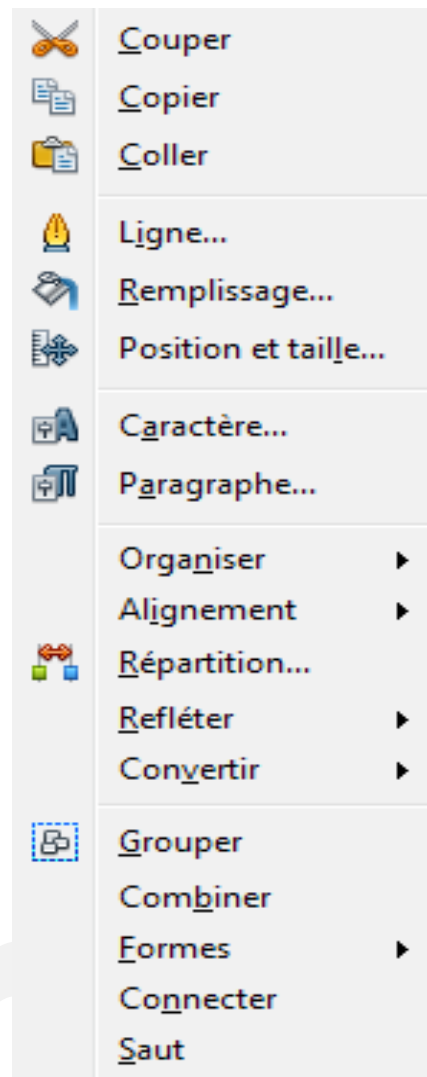 Couper
Copier
Coller
Ligne...
Remplissage...
Position et taille...
Caractère...
Paragraphe...
Organiser
Alignement
Répartition...
Refléter
Convertir
Grouper
Combiner
Formes
Connecter
Saut